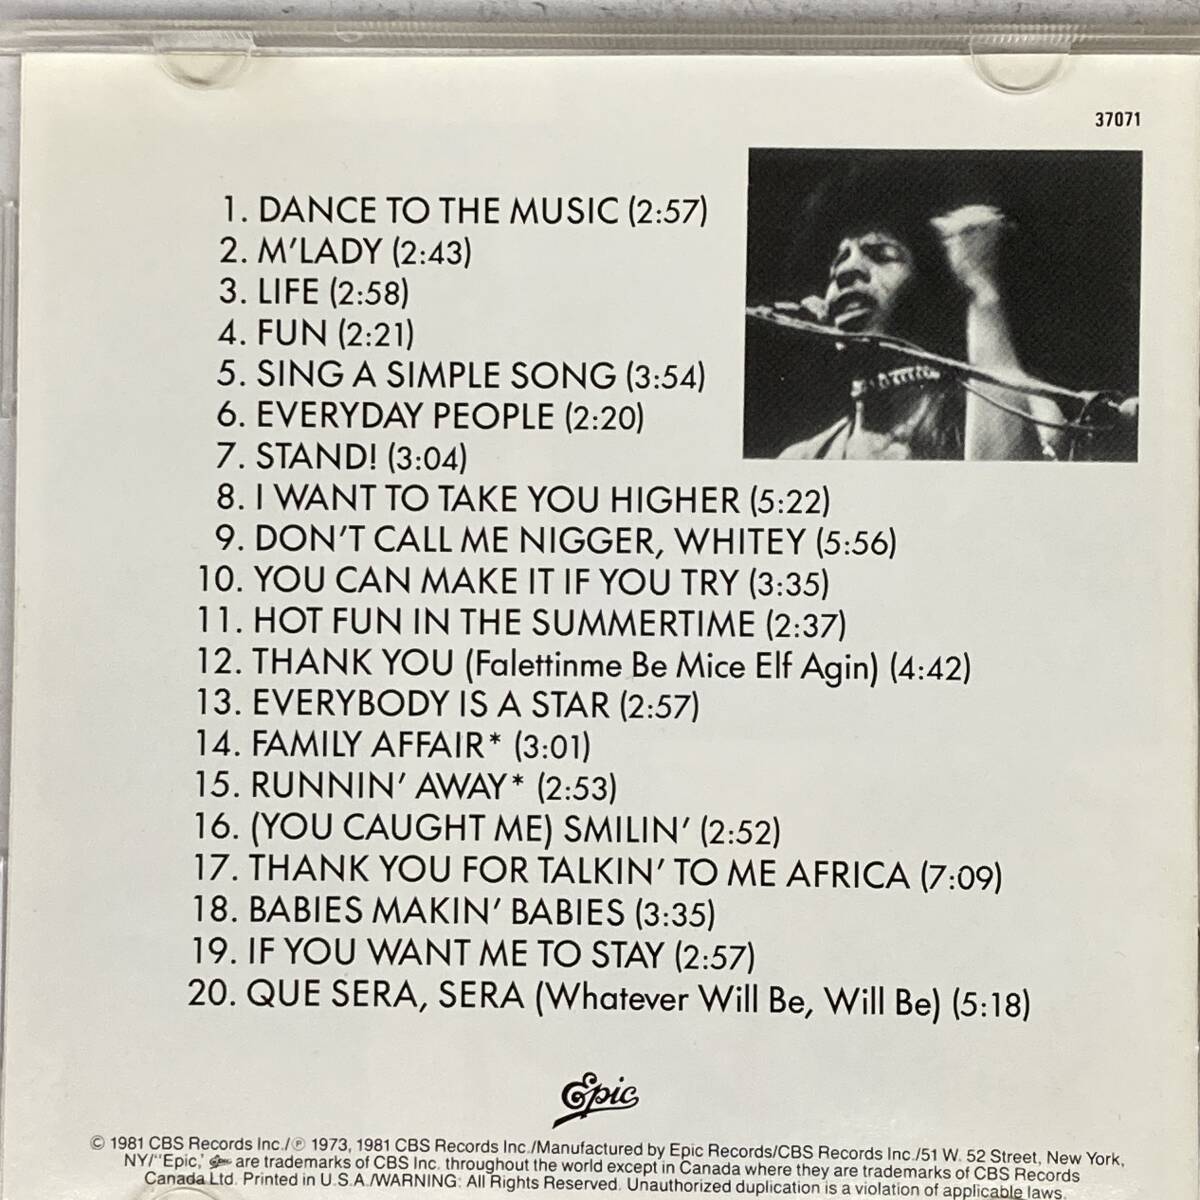 37071
1. DANCE TO THE MUSIC (2:57)
2. M'LADY (2:43)
3. LIFE (2:58)
4. FUN (2:21)
5. SING A SIMPLE SONG (3:54)
6. EVERYDAY PEOPLE (2:20)
7. STAND! (3:04)
8. I WANT TO TAKE YOU HIGHER (5:22)
9. DON'T CALL ME NIGGER, WHITEY (5:56)
10. YOU CAN MAKE IT IF YOU TRY (3:35)
11. HOT FUN IN THE SUMMERTIME (2:37)
12. THANK YOU (Falettinme Be Mice Elf Agin) (4:42)
13. EVERYBODY IS A STAR (2:57)
14. FAMILY AFFAIR* (3:01)
15. RUNNIN' AWAY* (2:53)
16. (YOU CAUGHT ME) SMILIN' (2:52)
17. THANK YOU FOR TALKIN' TO ME AFRICA (7:09)
18. BABIES MAKIN' BABIES (3:35)
19. IF YOU WANT ME TO STAY (2:57)
20. QUE SERA, SERA (Whatever Will Be, Will Be) (5:18)
Epic
© 1981 CBS Records Inc./℗ 1973, 1981 CBS Records Inc./Manufactured by Epic Records/CBS Records Inc./51 W. 52 Street, New York,
NY/"Epic,' Epic are trademarks of CBS Inc. throughout the world except in Canada where they are trademarks of CBS Records
Canada Ltd. Printed in U.S.A./WARNING: All Rights Reserved. Unauthorized duplication is a violation of applicable laws.